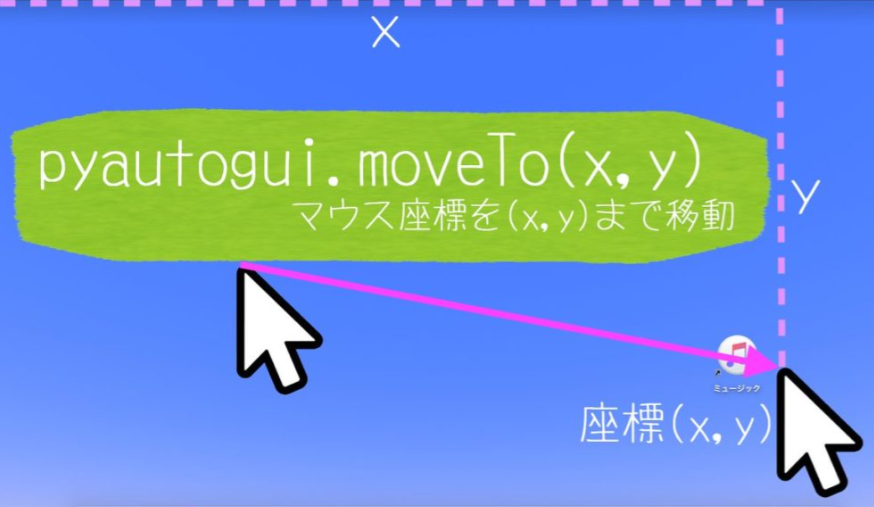 x
pyautogui.moveTo(x,y)
マウス座標を(x,y)まで移動
y
ミュージック
座標(x,y)